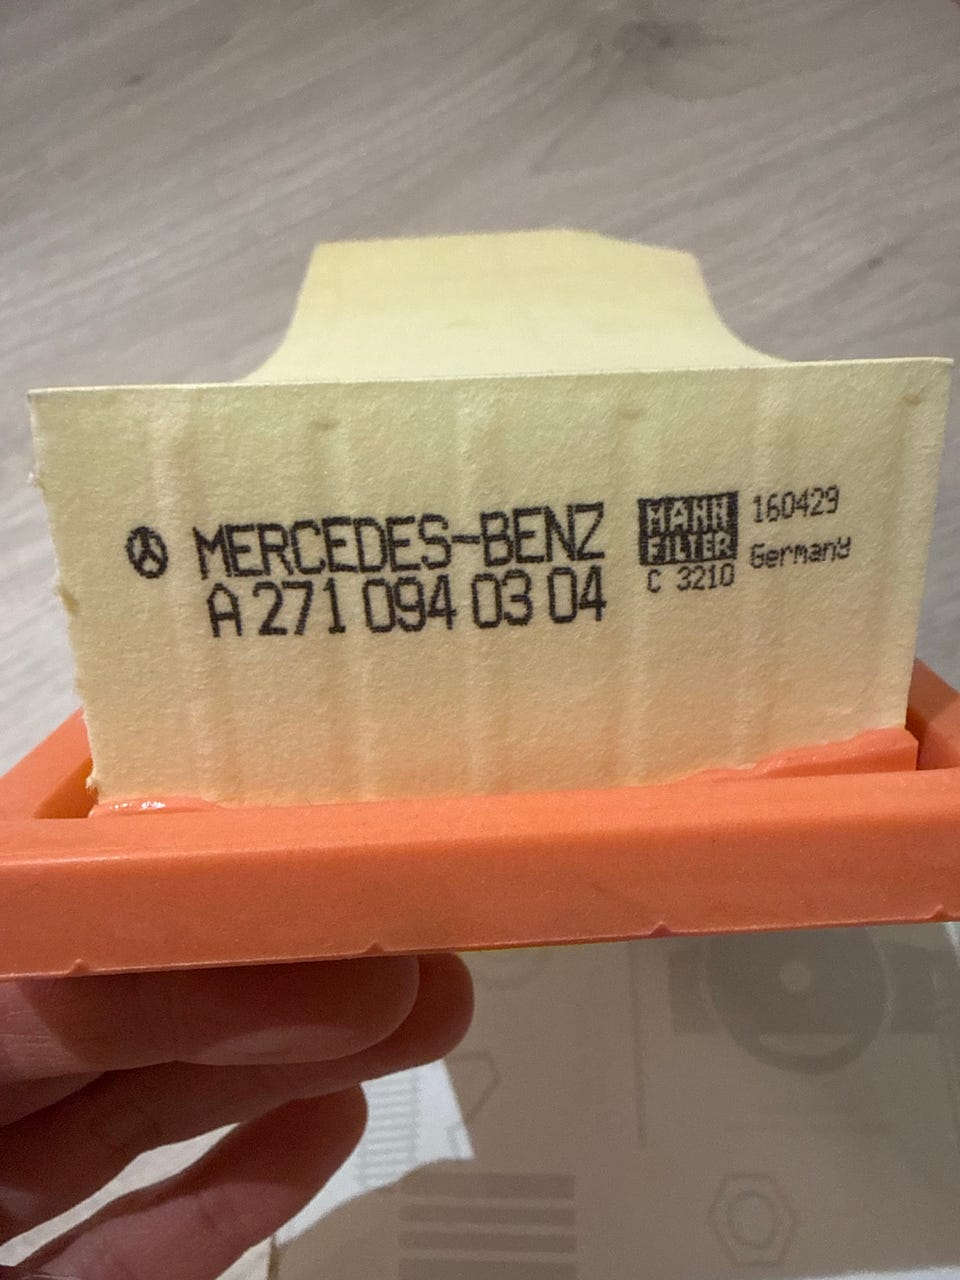 MERCEDES-BENZ
A 271 094 03 04
MANN
FILTER
C 3210
160429
Germany